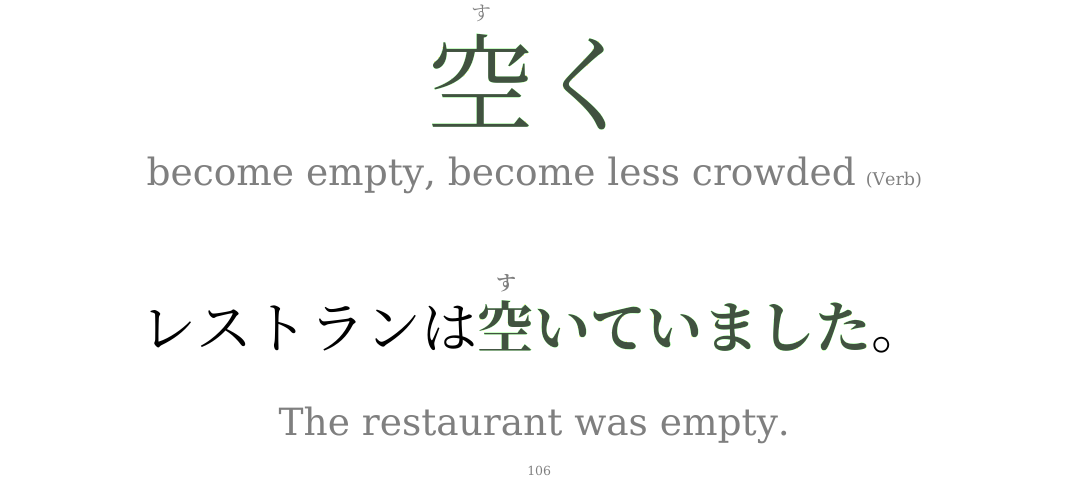 す
空く
become empty, become less crowded (Verb)
す
レストランは空いていました。
The restaurant was empty.
106